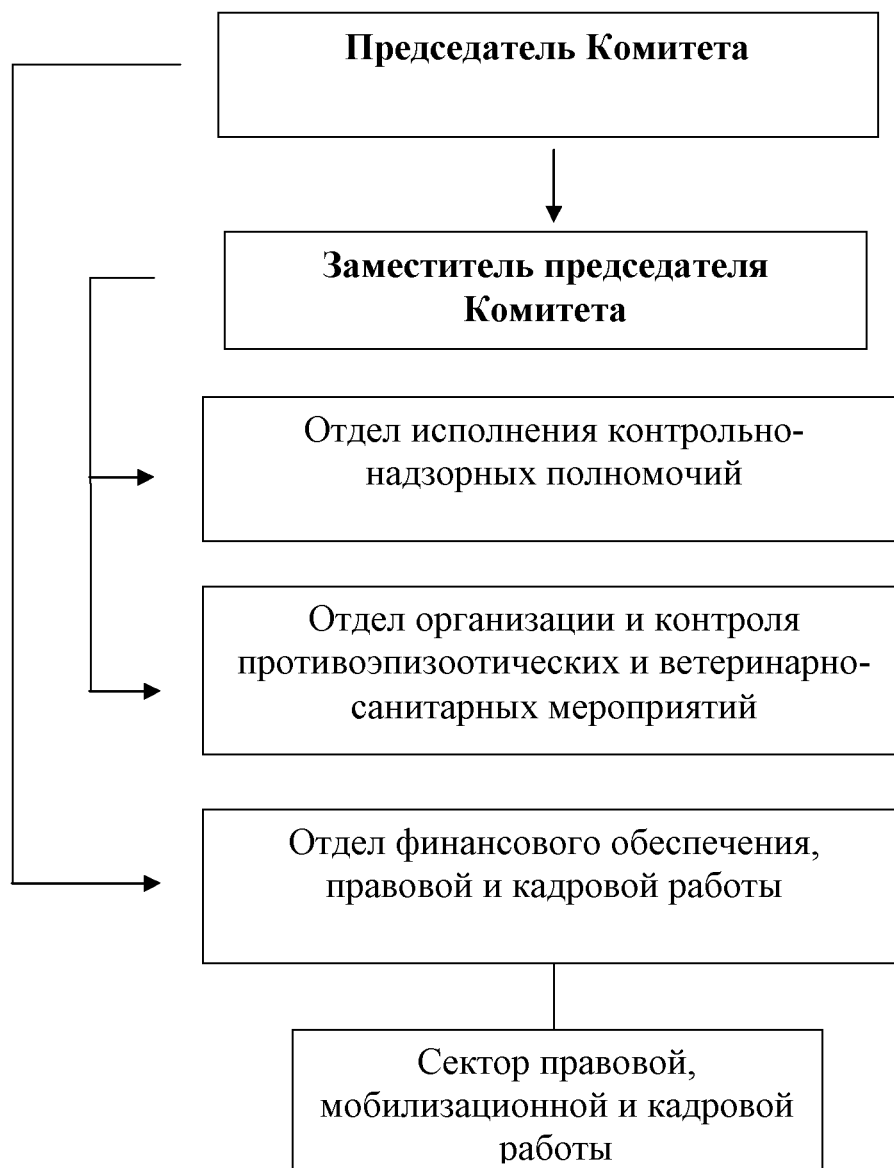 Председатель Комитета
Заместитель председателя
Комитета
Отдел исполнения контрольно-
надзорных полномочий
Отдел организации и контроля
противоэпизоотических и ветеринарно-
санитарных мероприятий
Отдел финансового обеспечения,
правовой и кадровой работы
Сектор правовой,
мобилизационной и кадровой
работы